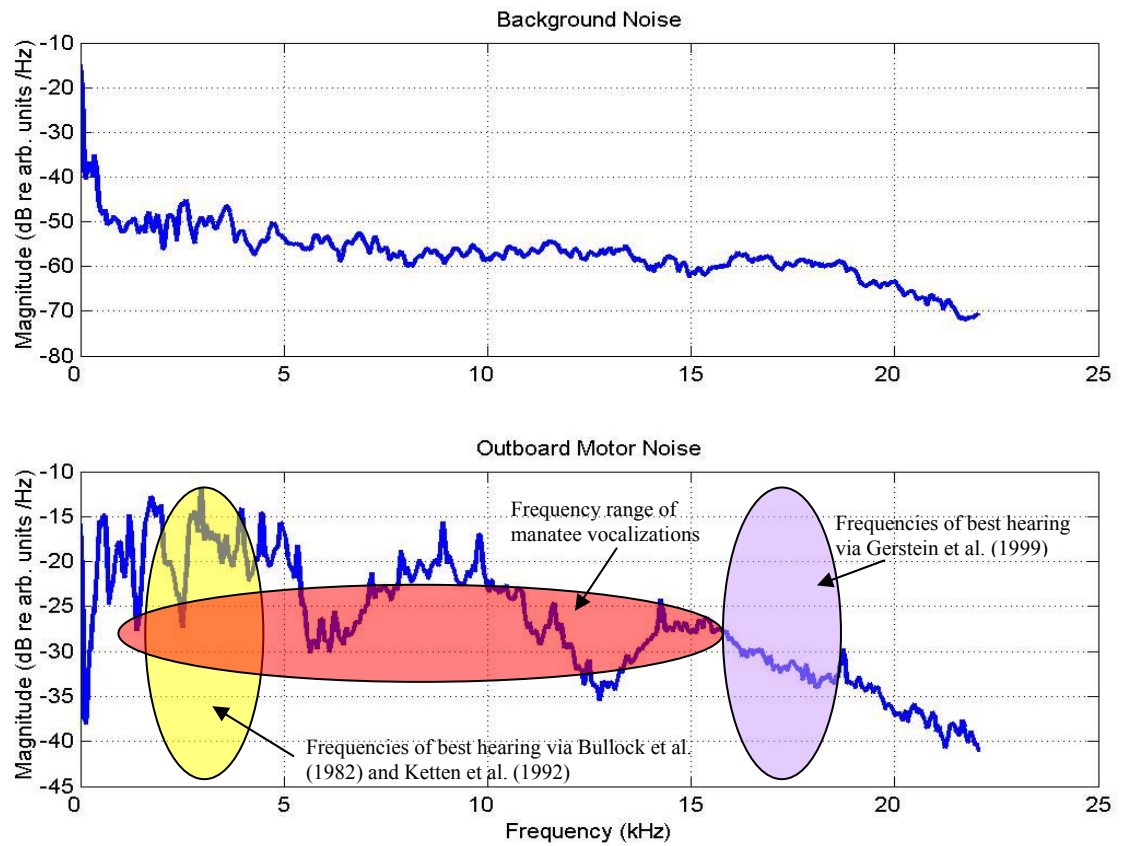 Background Noise
Magnitude (dB re arb. units /Hz)
-10
-20
-30
-40
-50
-60
-70
-80
0 5 10 15 20 25
Outboard Motor Noise
Magnitude (dB re arb. units /Hz)
-10
-15
-20
-25
-30
-35
-40
-45
Frequency range of
manatee vocalizations
Frequencies of best hearing
via Gerstein et al. (1999)
Frequencies of best hearing via Bullock et al.
(1982) and Ketten et al. (1992)
0 5 10 15 20 25
Frequency (kHz)